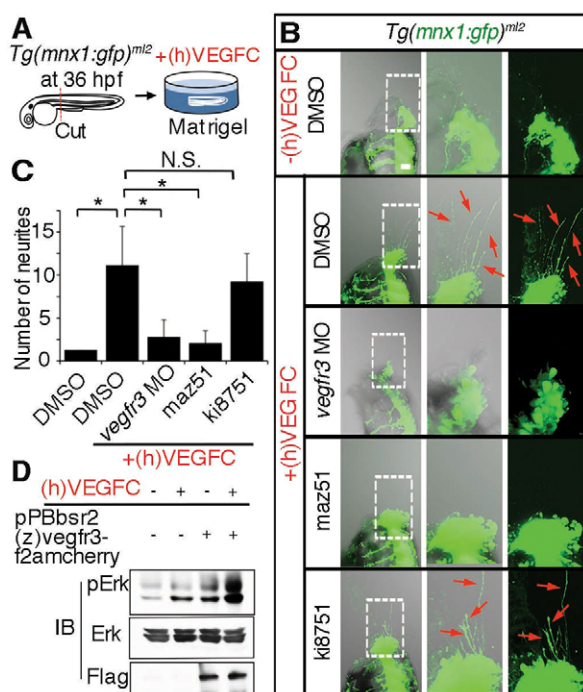 A
Tg(mnx1:gfp)ml2
at 36 hpf
+(h)VEGFC
Cut
Matrigel
B
Tg(mnx1:gfp)ml2
-(h)VEGFC
DMSO
+(h)VEGFC
DMSO
vegfr3 MO
maz51
ki8751
C
N.S.
*
*
*
Number of neurites
15
10
5
0
DMSO
DMSO
vegfr3 MO
maz51
ki8751
+(h)VEGFC
D
(h)VEGFC
- + - +
pPBbsr2
(z)vegfr3-
f2amcherry
- - + +
IB
pErk
Erk
Flag